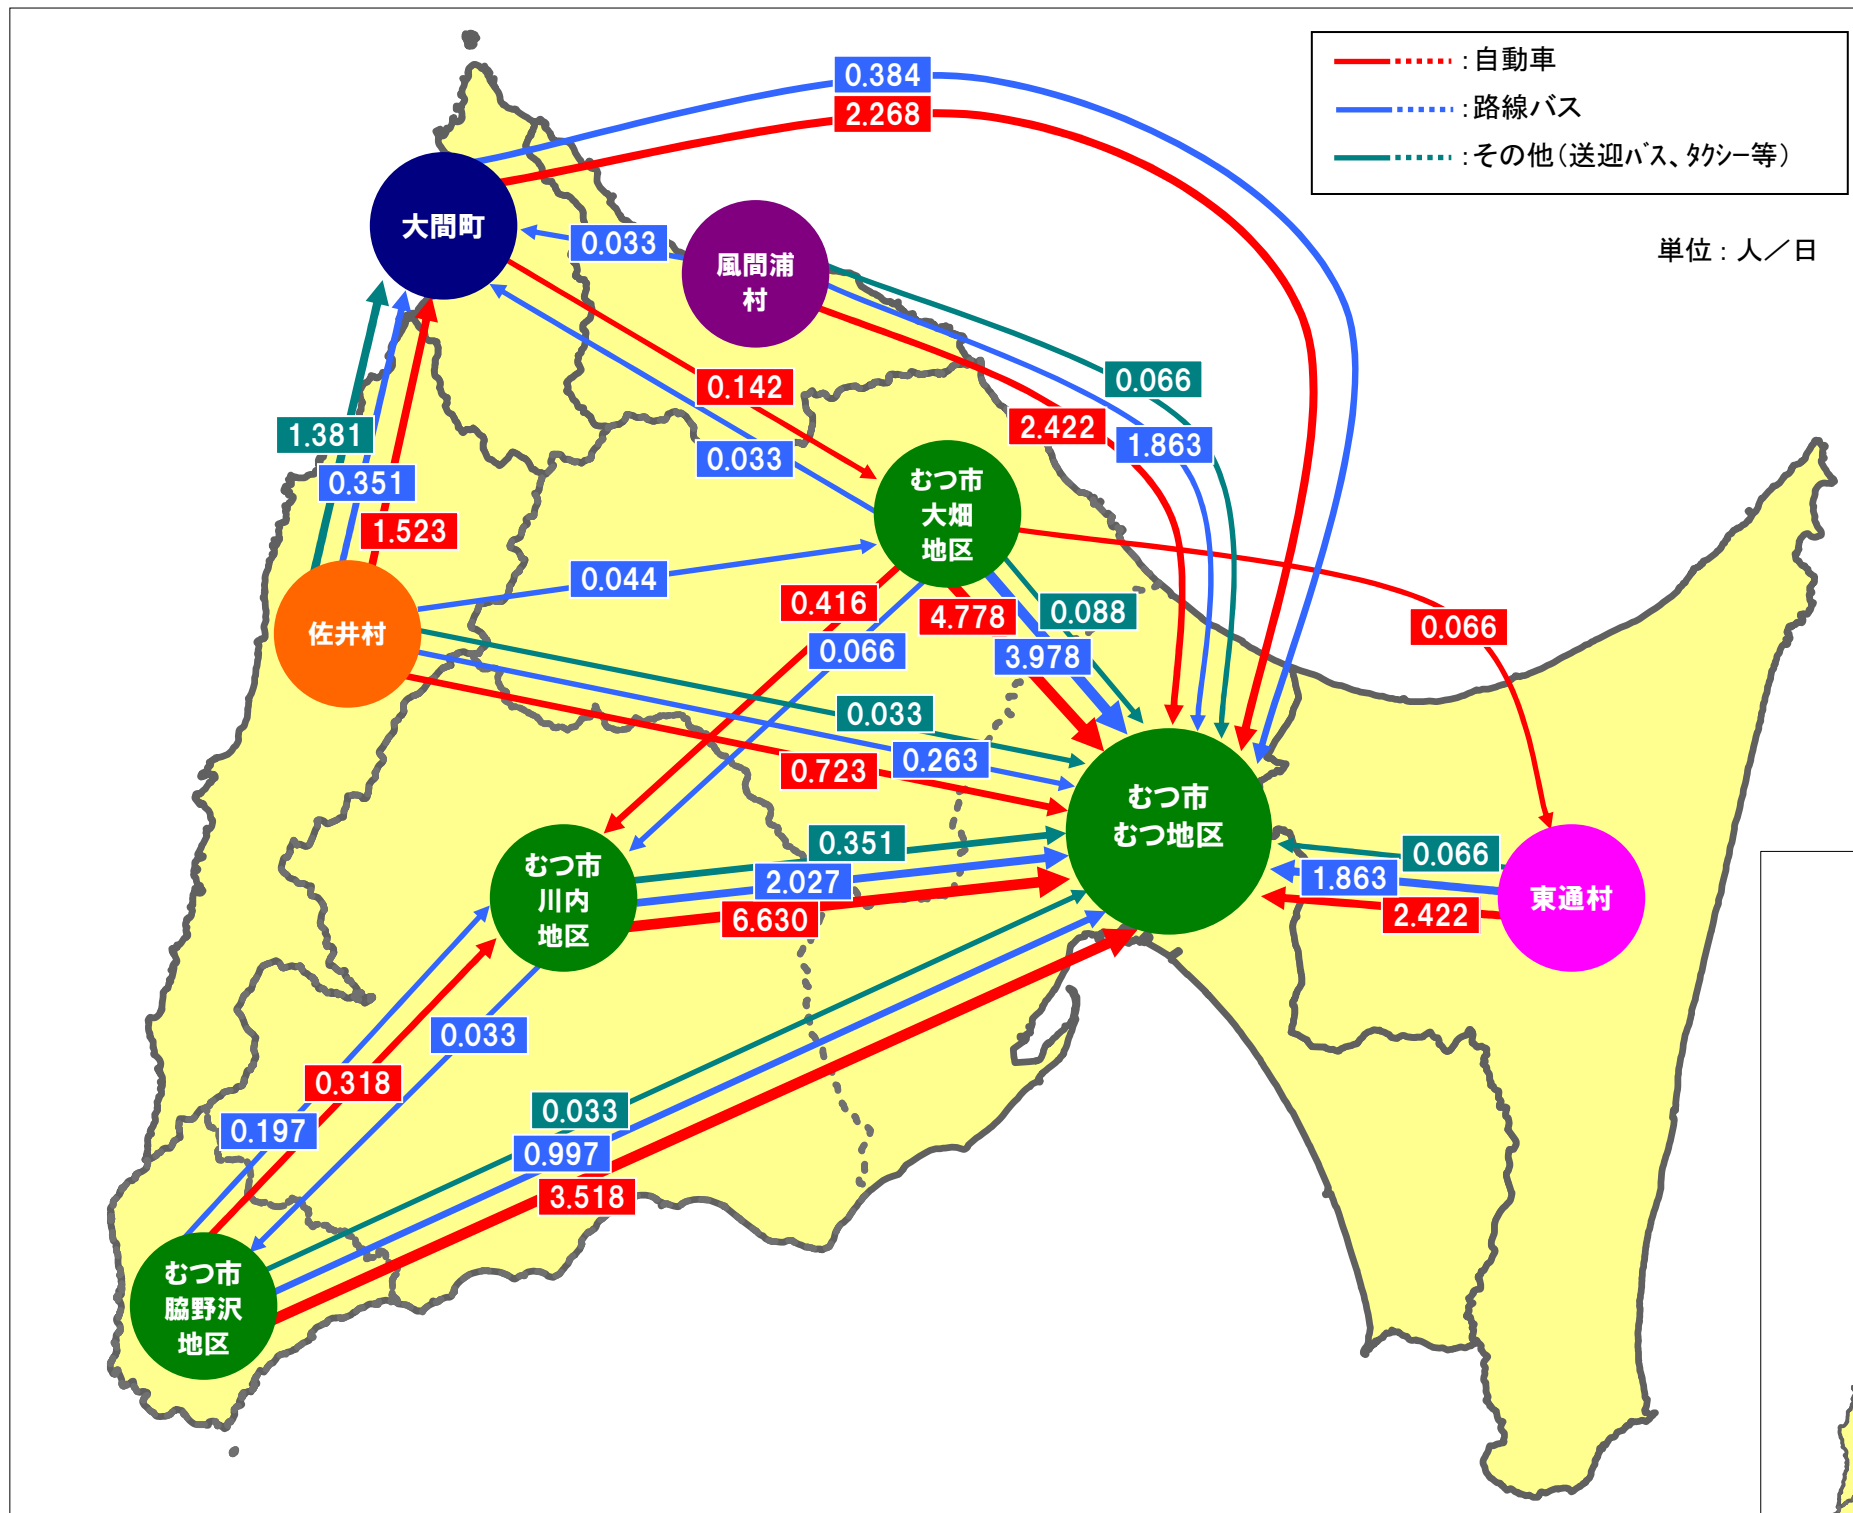 ：自動車
：路線バス
：その他（送迎ﾊﾞｽ、ﾀｸｼｰ等）
単位：人／日
0.384
2.268
大間町
0.033
風間浦
村
0.142
0.066
2.422
1.863
1.381
0.351
1.523
0.033
むつ市
大畑
地区
0.044
0.416
4.778
0.088
0.066
佐井村
0.066
3.978
0.033
0.263
0.723
むつ市
むつ地区
0.351
2.027
6.630
むつ市
川内
地区
0.066
1.863
2.422
東通村
0.033
0.318
0.197
0.033
0.997
3.518
むつ市
脇野沢
地区